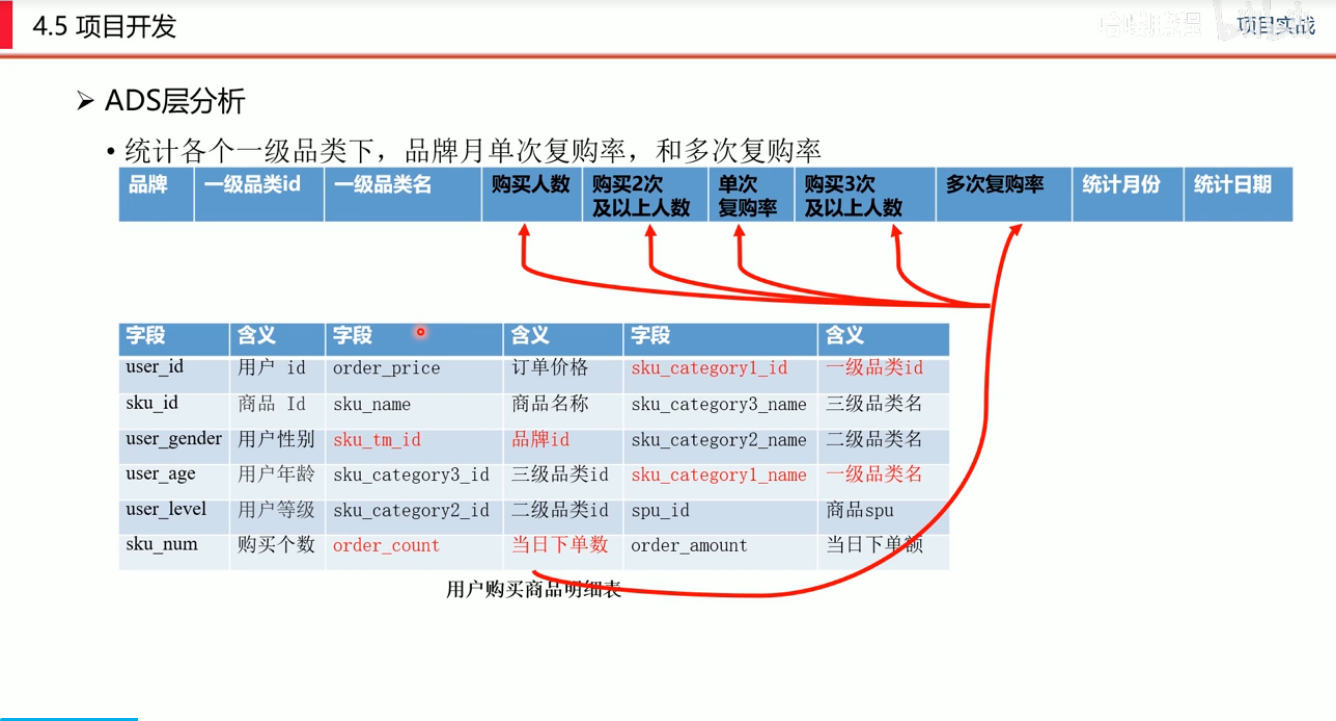 4.5 项目开发
项目实战
➢ ADS层分析
• 统计各个一级品类下，品牌月单次复购率，和多次复购率
品牌 一级品类id 一级品类名 购买人数 购买2次 单次 购买3次 多次复购率 统计月份 统计日期
及以上人数 复购率 及以上人数
字段 含义 字段 含义 字段 含义
user_id 用户 id order_price 订单价格 sku_category1_id 一级品类id
sku_id 商品 Id sku_name 商品名称 sku_category3_name 三级品类名
user_gender 用户性别 sku_tm_id 品牌id sku_category2_name 二级品类名
user_age 用户年龄 sku_category3_id 三级品类id sku_category1_name 一级品类名
user_level 用户等级 sku_category2_id 二级品类id spu_id 商品spu
sku_num 购买个数 order_count 当日下单数 order_amount 当日下单额
用户购买商品明细表